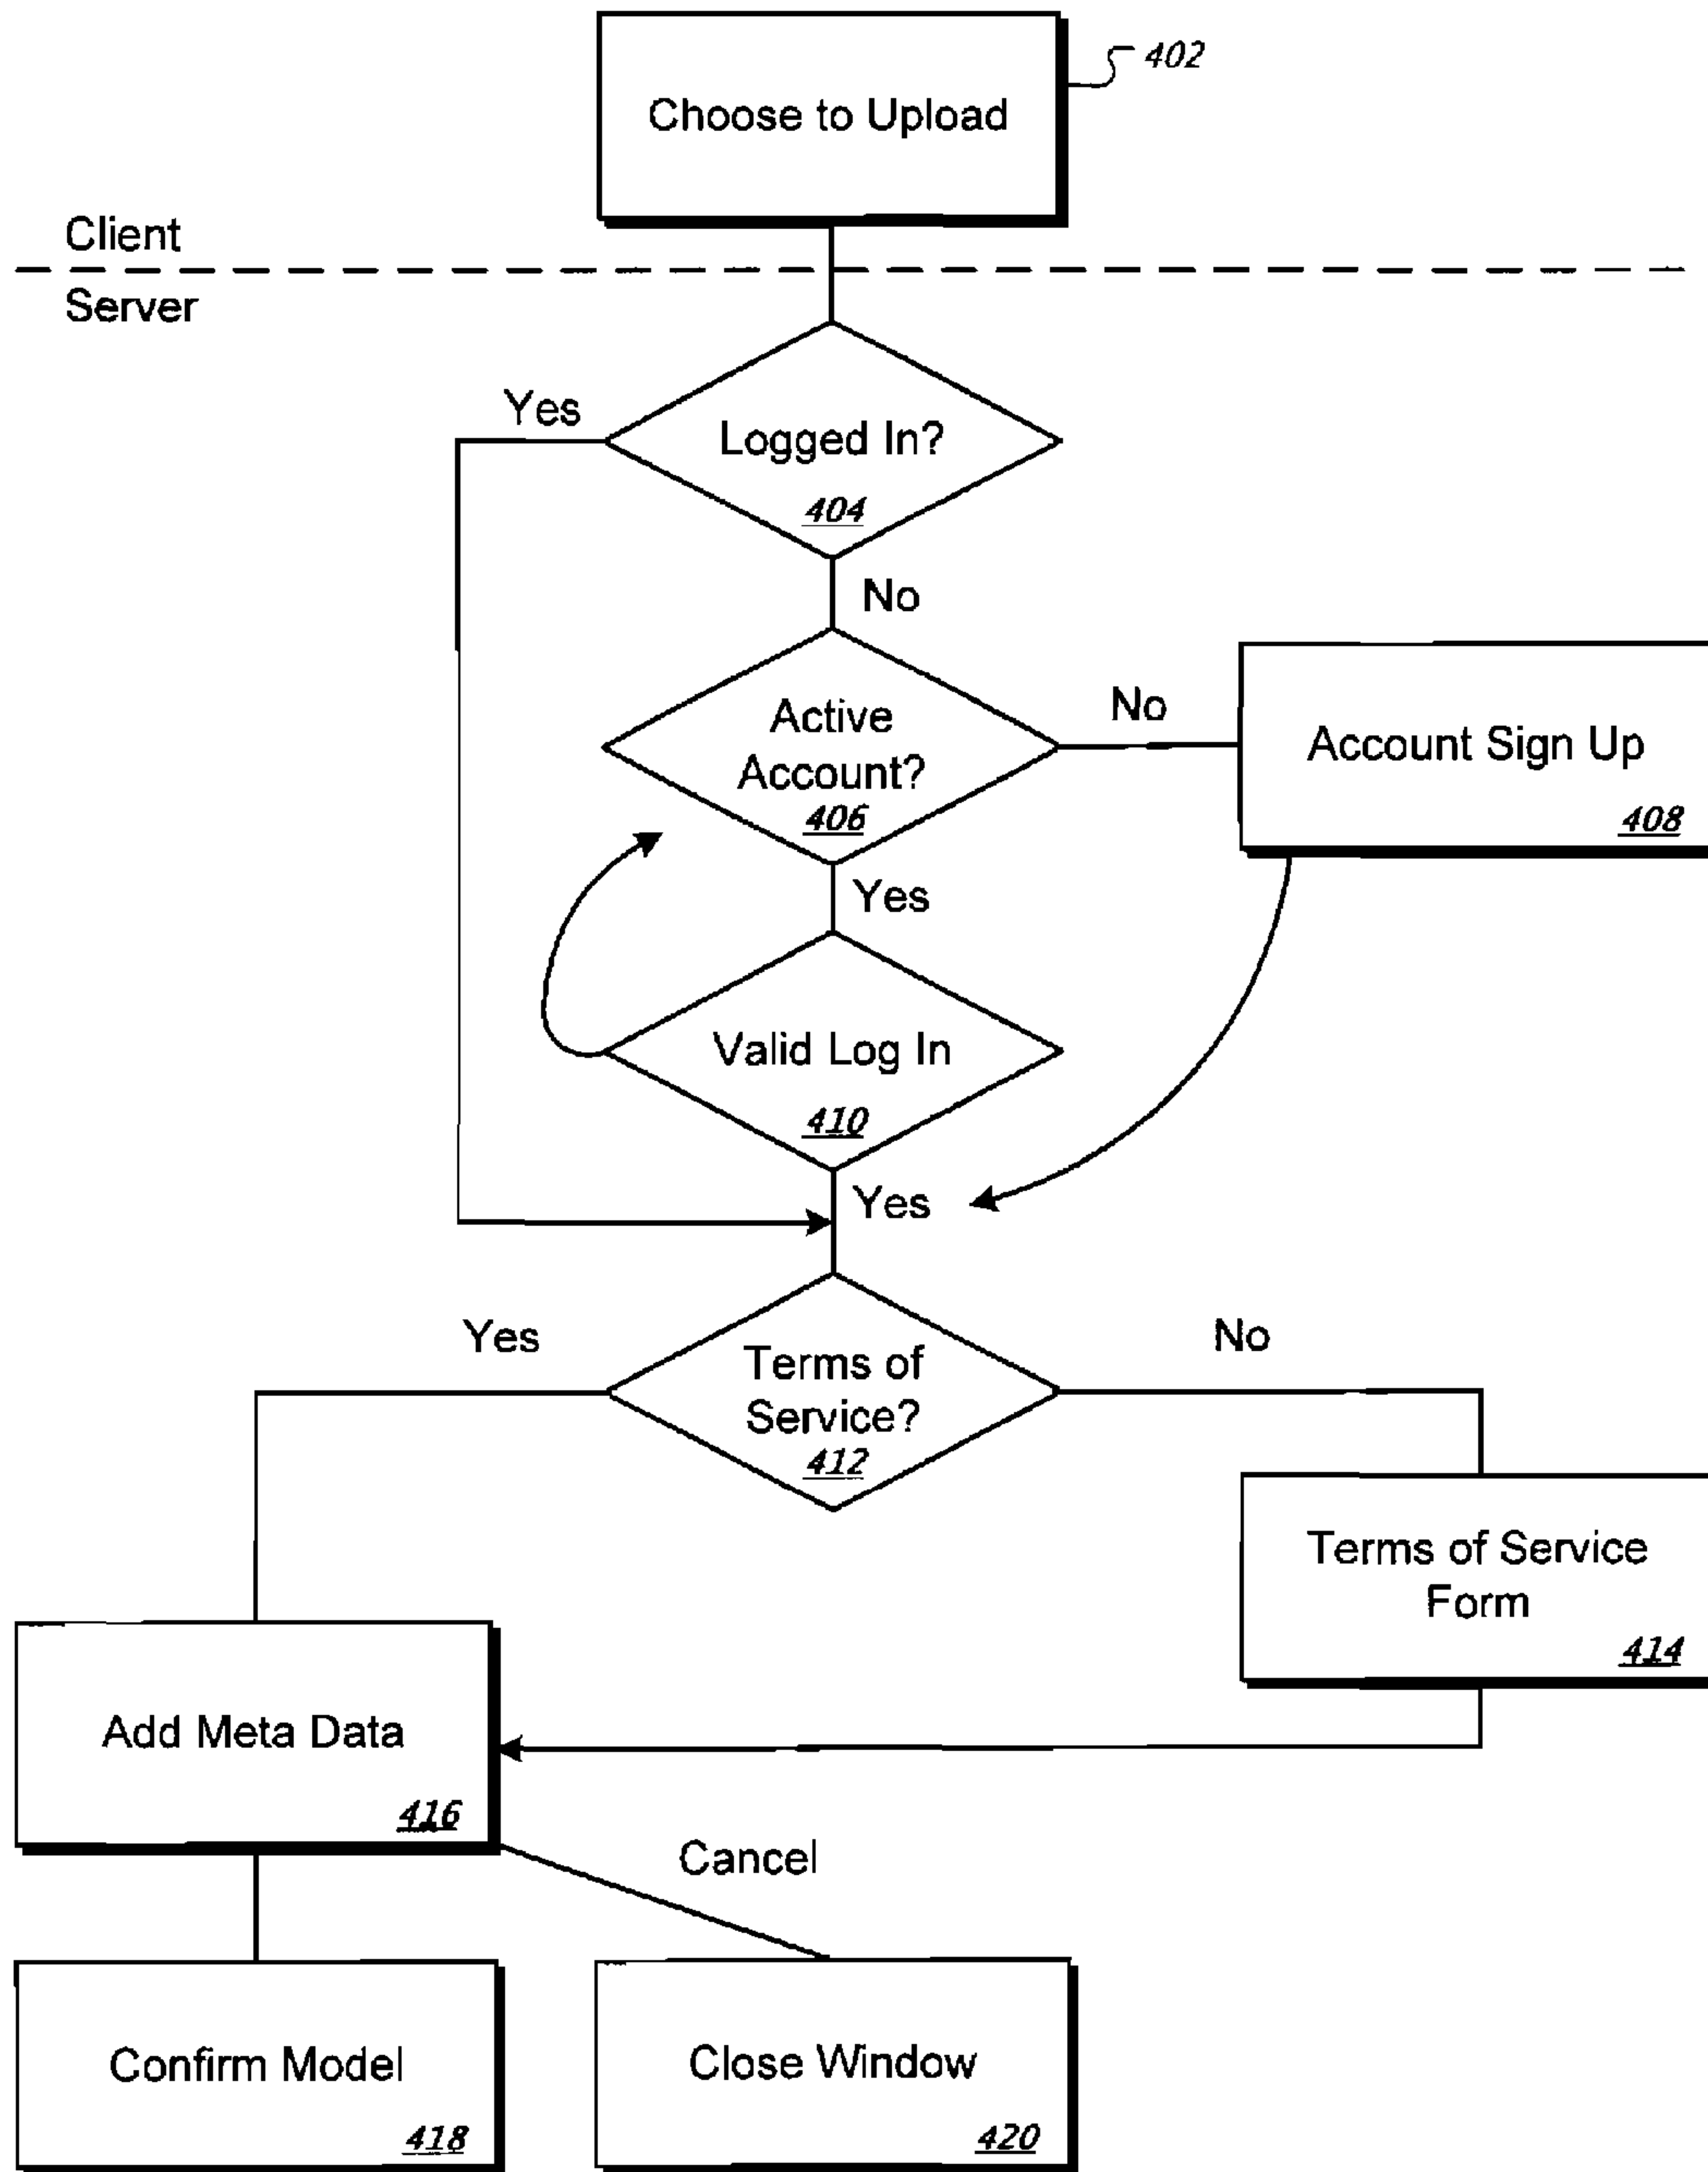 402
Choose to Upload
Client
Server
Yes
Logged In?
404
No
Active
Account?
406
No
Account Sign Up
408
Yes
Valid Log In
410
Yes
Yes
Terms of
Service?
412
No
Terms of Service
Form
414
Add Meta Data
416
Cancel
Confirm Model
418
Close Window
420